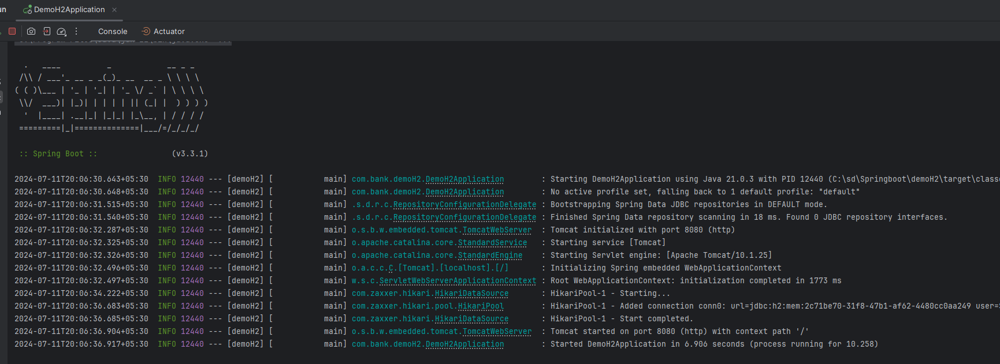 un DemoH2Application ×
Console Actuator
  .   ____          _            __ _ _
 /\\ / ___'_ __ _ _(_)_ __  __ _ \ \ \ \
( ( )\___ | '_ | '_| | '_ \/ _` | \ \ \ \
 \\/  ___)| |_)| | | | | || (_| |  ) ) ) )
  '  |____| .__|_| |_|_| |_\__, | / / / /
 =========|_|==============|___/=/_/_/_/
 :: Spring Boot ::                (v3.3.1)
2024-07-11T20:06:30.643+05:30  INFO 12440 --- [demoH2] [           main] com.bank.demoH2.DemoH2Application        : Starting DemoH2Application using Java 21.0.3 with PID 12440 (C:\sd\Springboot\demoH2\target\classe
2024-07-11T20:06:30.648+05:30  INFO 12440 --- [demoH2] [           main] com.bank.demoH2.DemoH2Application        : No active profile set, falling back to 1 default profile: "default"
2024-07-11T20:06:31.515+05:30  INFO 12440 --- [demoH2] [           main] .s.d.r.c.RepositoryConfigurationDelegate : Bootstrapping Spring Data JDBC repositories in DEFAULT mode.
2024-07-11T20:06:31.540+05:30  INFO 12440 --- [demoH2] [           main] .s.d.r.c.RepositoryConfigurationDelegate : Finished Spring Data repository scanning in 18 ms. Found 0 JDBC repository interfaces.
2024-07-11T20:06:32.287+05:30  INFO 12440 --- [demoH2] [           main] o.s.b.w.embedded.tomcat.TomcatWebServer  : Tomcat initialized with port 8080 (http)
2024-07-11T20:06:32.325+05:30  INFO 12440 --- [demoH2] [           main] o.apache.catalina.core.StandardService   : Starting service [Tomcat]
2024-07-11T20:06:32.326+05:30  INFO 12440 --- [demoH2] [           main] o.apache.catalina.core.StandardEngine    : Starting Servlet engine: [Apache Tomcat/10.1.25]
2024-07-11T20:06:32.496+05:30  INFO 12440 --- [demoH2] [           main] o.a.c.c.C.[Tomcat].[localhost].[/]       : Initializing Spring embedded WebApplicationContext
2024-07-11T20:06:32.497+05:30  INFO 12440 --- [demoH2] [           main] w.s.c.ServletWebServerApplicationContext : Root WebApplicationContext: initialization completed in 1773 ms
2024-07-11T20:06:34.222+05:30  INFO 12440 --- [demoH2] [           main] com.zaxxer.hikari.HikariDataSource       : HikariPool-1 - Starting...
2024-07-11T20:06:36.683+05:30  INFO 12440 --- [demoH2] [           main] com.zaxxer.hikari.pool.HikariPool        : HikariPool-1 - Added connection conn0: url=jdbc:h2:mem:2c71be70-31f8-47b1-af62-4480cc0aa249 user=
2024-07-11T20:06:36.685+05:30  INFO 12440 --- [demoH2] [           main] com.zaxxer.hikari.HikariDataSource       : HikariPool-1 - Start completed.
2024-07-11T20:06:36.904+05:30  INFO 12440 --- [demoH2] [           main] o.s.b.w.embedded.tomcat.TomcatWebServer  : Tomcat started on port 8080 (http) with context path '/'
2024-07-11T20:06:36.917+05:30  INFO 12440 --- [demoH2] [           main] com.bank.demoH2.DemoH2Application        : Started DemoH2Application in 6.906 seconds (process running for 10.258)